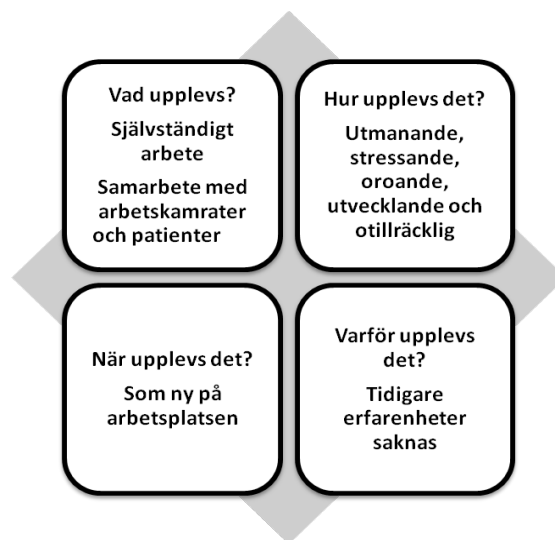 Vad upplevs?
Självständigt
arbete
Samarbete med
arbetskamrater
och patienter
Hur upplevs det?
Utmanande,
stressande,
oroande,
utvecklande och
otillräcklig
När upplevs det?
Som ny på
arbetsplatsen
Varför upplevs
det?
Tidigare
erfarenheter
saknas